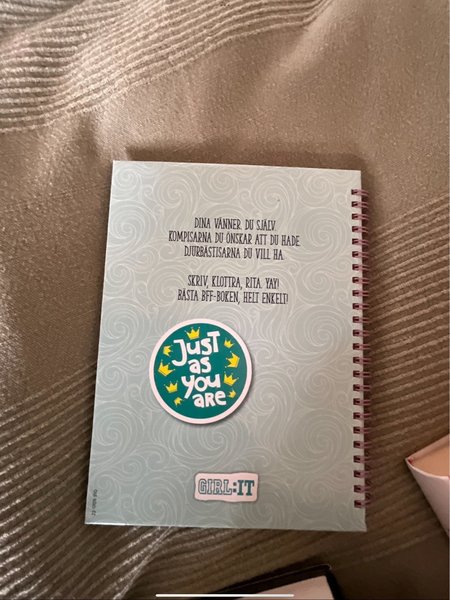 DINA VÄNNER. DU SJÄLV.
KOMPISARNA DU ÖNSKAR ATT DU HADE.
DJURBÄSTISARNA DU VILL HA.
SKRIV, KLOTTRA, RITA. YAY!
BÄSTA BFF-BOKEN, HELT ENKELT!
JUST
AS
YOU
ARE
GIRL:IT